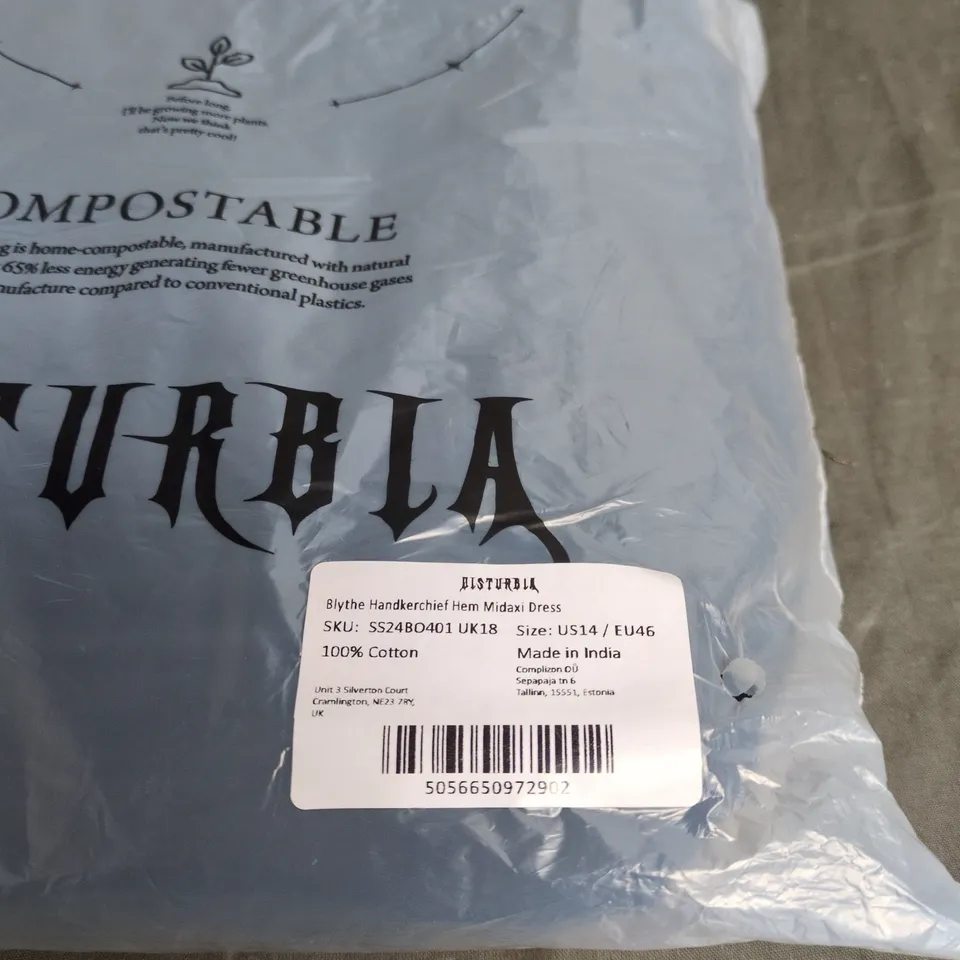 Before long,
I'll be growing more plants.
Now we think
that's pretty cool!
OMPOSTABLE
g is home-compostable, manufactured with natural
65% less energy generating fewer greenhouse gases
nufacture compared to conventional plastics.
TURBIA
DISTURBIA
Blythe Handkerchief Hem Midaxi Dress
SKU: SS24BO401 UK18 Size: US14 / EU46
100% Cotton Made in India
Complizon OÜ
Sepapaja tn 6
Tallinn, 15551, Estonia
Unit 3 Silverton Court
Cramlington, NE23 7RY,
UK
5056650972902